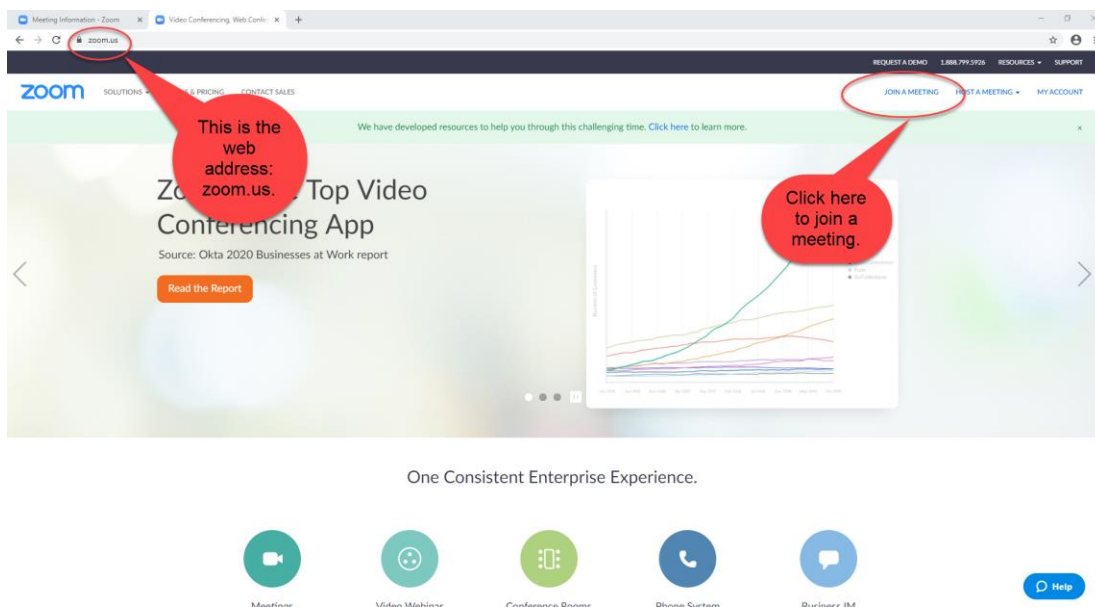 Meeting Information - Zoom
Video Conferencing, Web Confe
zoom.us
REQUEST A DEMO 1.888.799.5926 RESOURCES SUPPORT
zoom SOLUTIONS & PRICING CONTACT SALES JOIN A MEETING HOST A MEETING MY ACCOUNT
We have developed resources to help you through this challenging time. Click here to learn more.
This is the
web
address:
zoom.us.
Click here
to join a
meeting.
Top Video
Conferencing App
Source: Okta 2020 Businesses at Work report
Read the Report
One Consistent Enterprise Experience.
Meetings Video Webinar Conference Rooms Phone System Business IM
Help